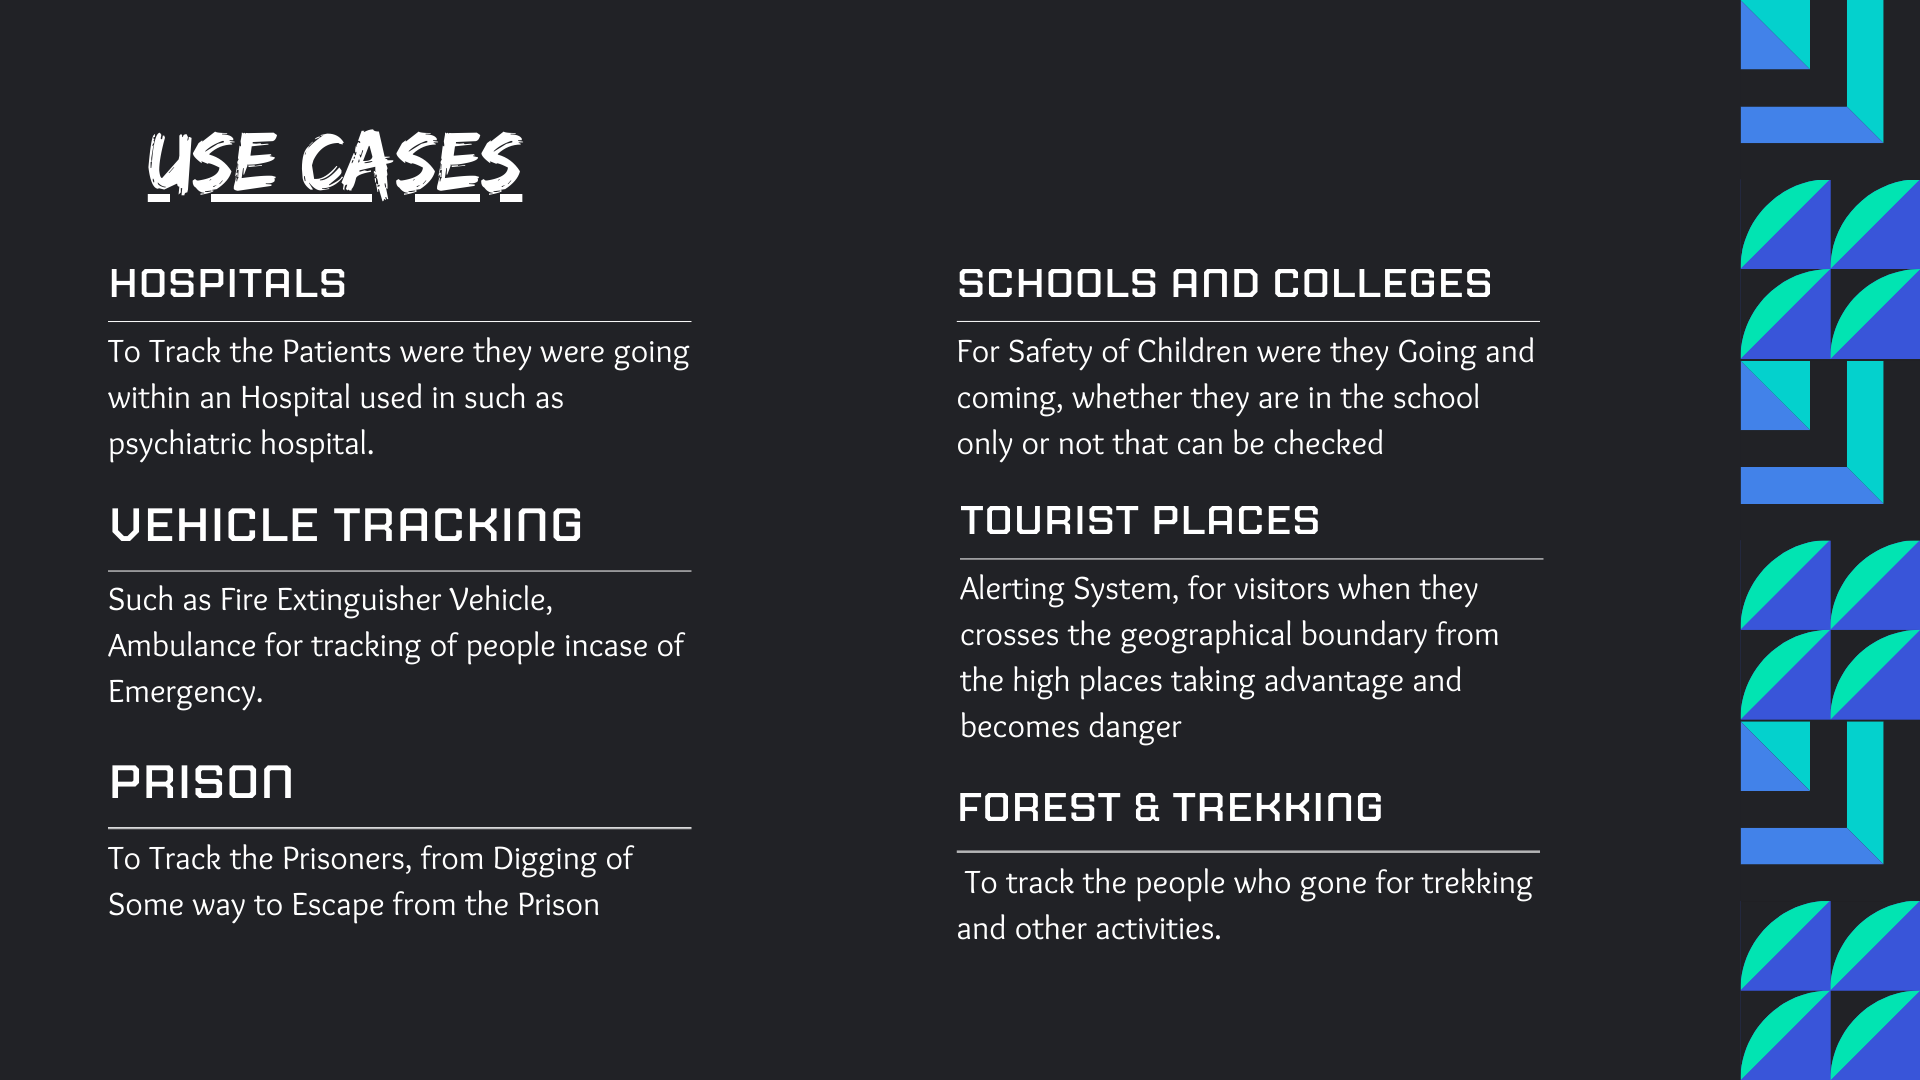 USE CASES
HOSPITALS
To Track the Patients were they were going
within an Hospital used in such as
psychiatric hospital.
VEHICLE TRACKING
Such as Fire Extinguisher Vehicle,
Ambulance for tracking of people incase of
Emergency.
PRISON
To Track the Prisoners, from Digging of
Some way to Escape from the Prison
SCHOOLS AND COLLEGES
For Safety of Children were they Going and
coming, whether they are in the school
only or not that can be checked
TOURIST PLACES
Alerting System, for visitors when they
crosses the geographical boundary from
the high places taking advantage and
becomes danger
FOREST & TREKKING
To track the people who gone for trekking
and other activities.